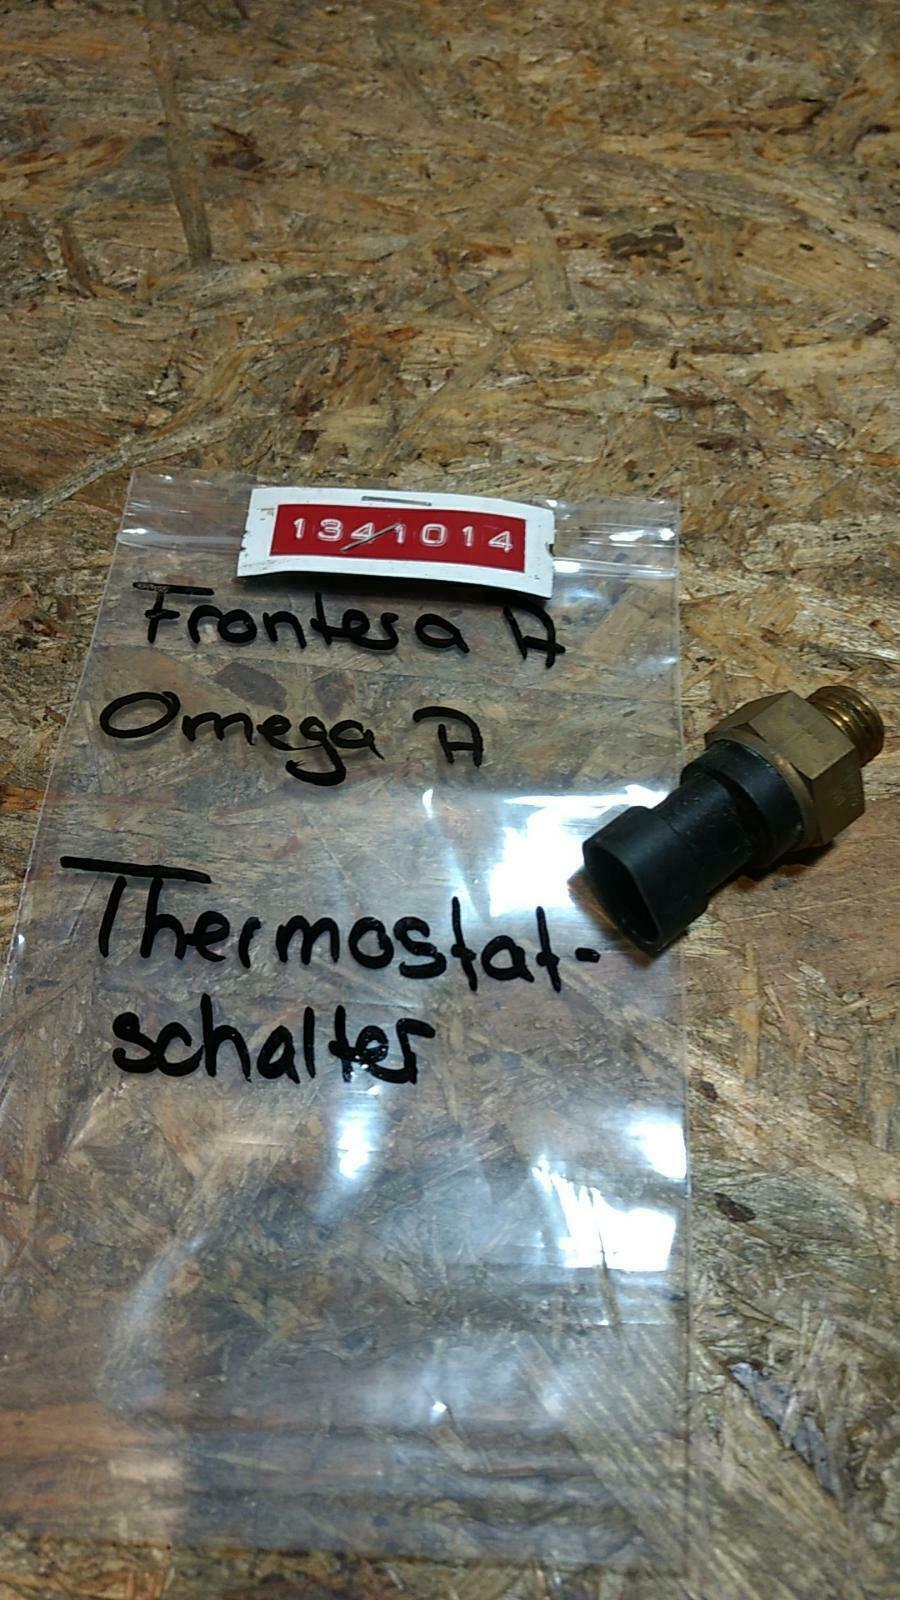 1341014
Frontera A
Omega A
Thermostat-
schalter